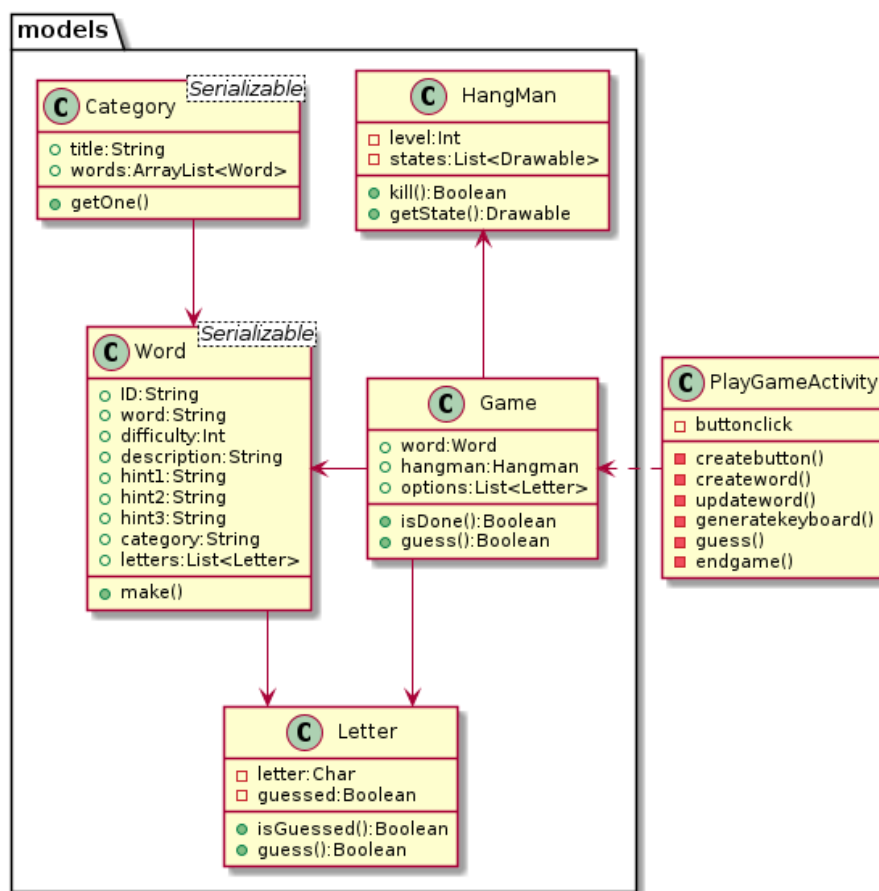 models
C Category
Serializable
title:String
words:ArrayList<Word>
getOne()
C HangMan
level:Int
states:List<Drawable>
kill():Boolean
getState():Drawable
C Word
Serializable
ID:String
word:String
difficulty:Int
description:String
hint1:String
hint2:String
hint3:String
category:String
letters:List<Letter>
make()
C Game
word:Word
hangman:Hangman
options:List<Letter>
isDone():Boolean
guess():Boolean
C PlayGameActivity
buttonclick
createbutton()
createword()
updateword()
generatekeyboard()
guess()
endgame()
C Letter
letter:Char
guessed:Boolean
isGuessed():Boolean
guess():Boolean